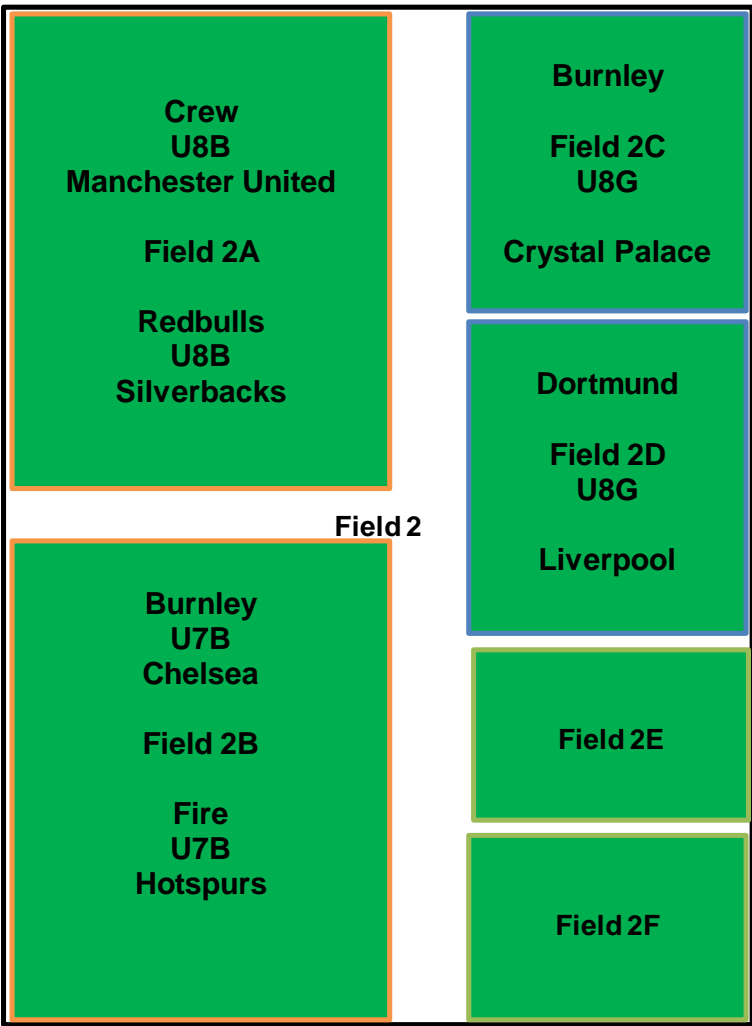 Crew
U8B
Manchester United
Field 2A
Redbulls
U8B
Silverbacks
Burnley
Field 2C
U8G
Crystal Palace
Dortmund
Field 2D
U8G
Liverpool
Field 2
Burnley
U7B
Chelsea
Field 2B
Fire
U7B
Hotspurs
Field 2E
Field 2F